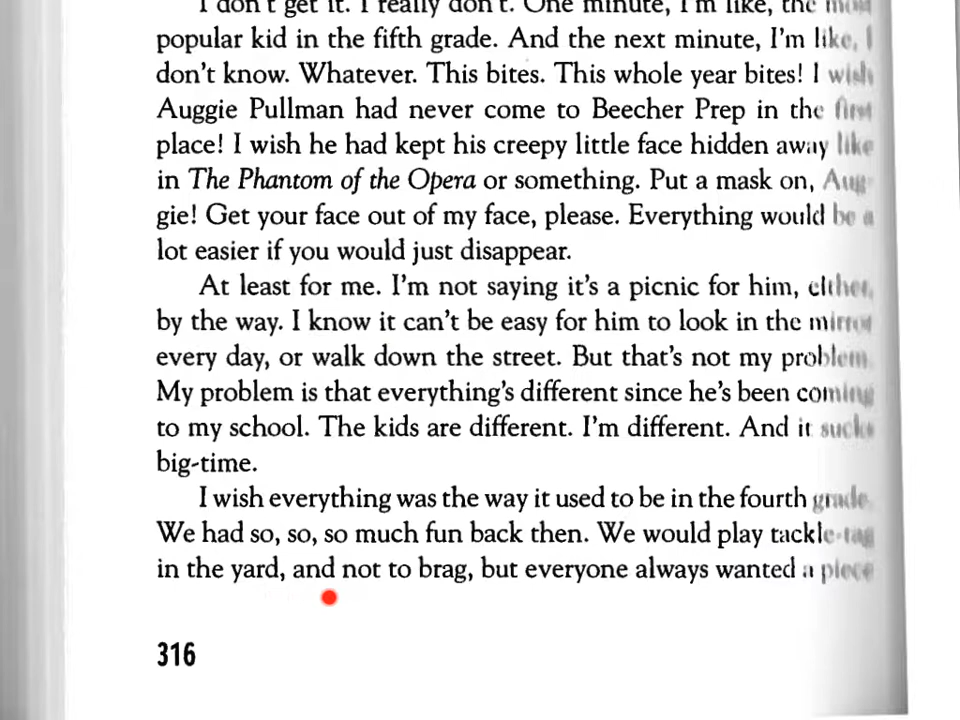 I don't get it. I really don't. One minute, I'm like, the most
popular kid in the fifth grade. And the next minute, I'm like, I
don't know. Whatever. This bites. This whole year bites! I wish
Auggie Pullman had never come to Beecher Prep in the first
place! I wish he had kept his creepy little face hidden away like
in The Phantom of the Opera or something. Put a mask on, Aug-
gie! Get your face out of my face, please. Everything would be a
lot easier if you would just disappear.
At least for me. I'm not saying it's a picnic for him, either,
by the way. I know it can't be easy for him to look in the mirror
every day, or walk down the street. But that's not my problem.
My problem is that everything's different since he's been coming
to my school. The kids are different. I'm different. And it sucks
big-time.
I wish everything was the way it used to be in the fourth grade.
We had so, so, so much fun back then. We would play tackle-tag
in the yard, and not to brag, but everyone always wanted a piece
316